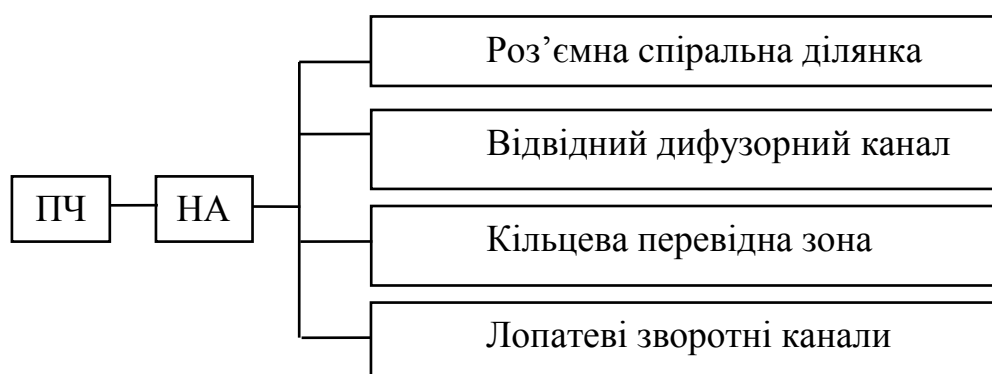 Роз’ємна спіральна ділянка
Відвідний дифузорний канал
ПЧ
НА
Кільцева перевідна зона
Лопатеві зворотні канали